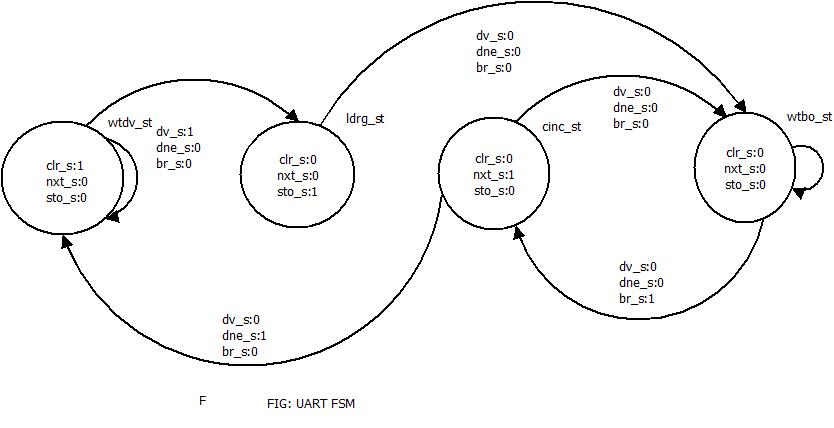 dv_s:0
dne_s:0
br_s:0
wtdv_st
dv_s:1
dne_s:0
br_s:0
ldrg_st
cinc_st
dv_s:0
dne_s:0
br_s:0
wtbo_st
clr_s:1
nxt_s:0
sto_s:0
clr_s:0
nxt_s:0
sto_s:1
clr_s:0
nxt_s:1
sto_s:0
clr_s:0
nxt_s:0
sto_s:0
dv_s:0
dne_s:0
br_s:1
dv_s:0
dne_s:1
br_s:0
F
FIG: UART FSM